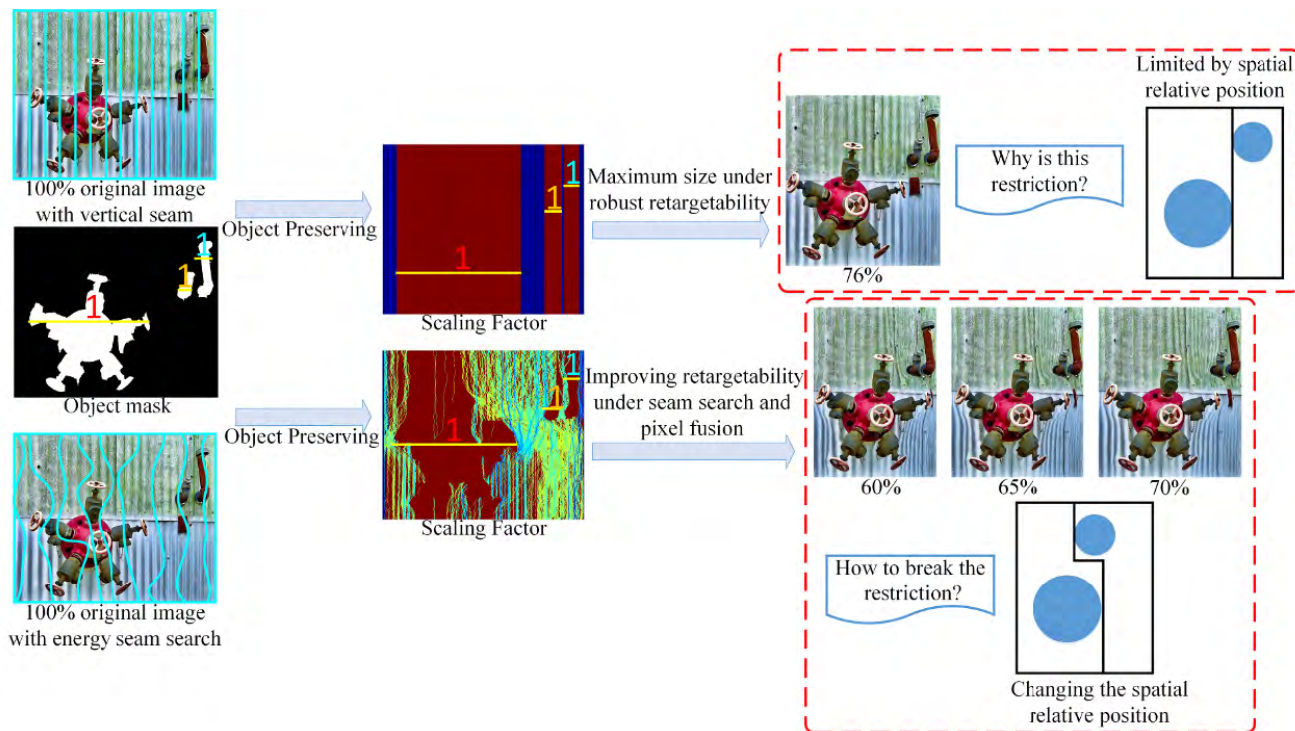 100% original image
with vertical seam
1
1
1
Object mask
100% original image
with energy seam search
Object Preserving
Object Preserving
1
1
1
Scaling Factor
1
1
1
Scaling Factor
Maximum size under
robust retargetability
Improving retargetability
under seam search and
pixel fusion
76%
Why is this
restriction?
Limited by spatial
relative position
60%
65%
70%
How to break the
restriction?
Changing the spatial
relative position